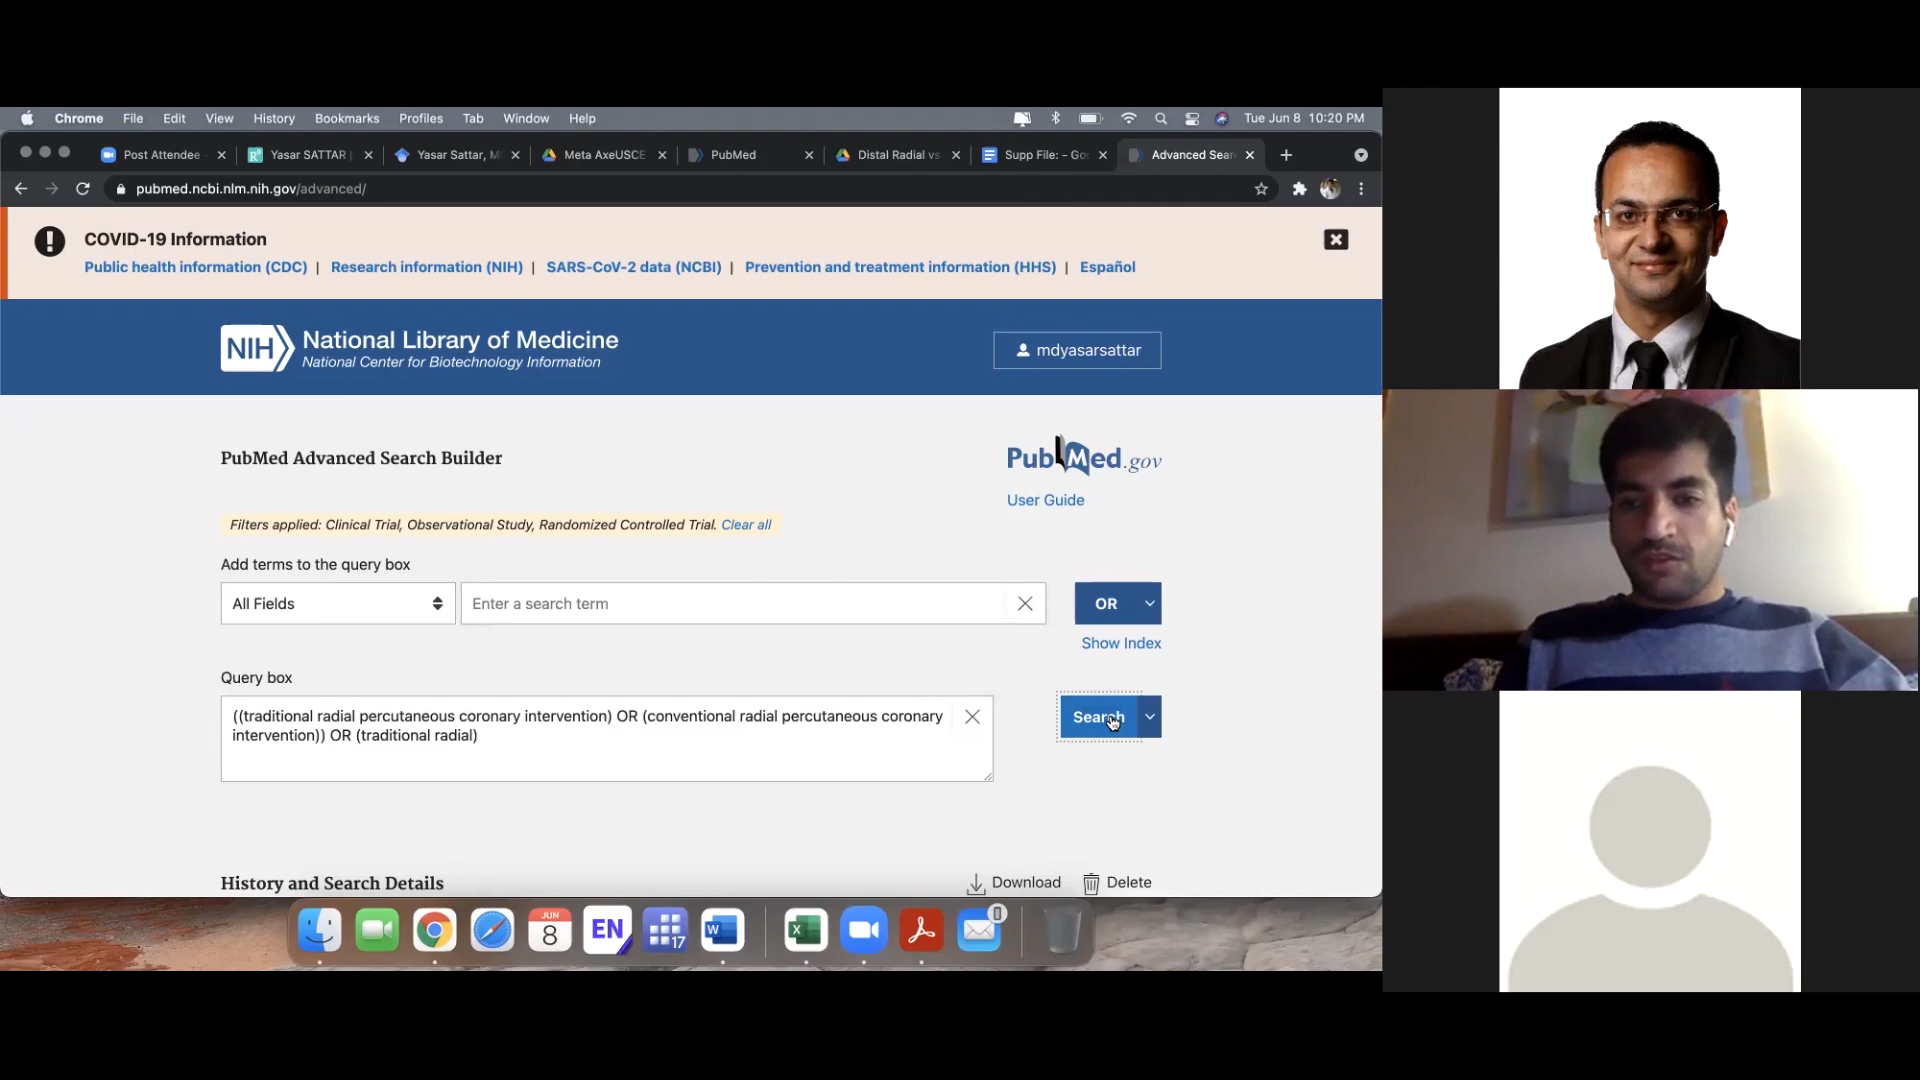 Chrome File Edit View History Bookmarks Profiles Tab Window Help Tue Jun 8 10:20 PM
Post Attendee - Yasar SATTAR | Yasar Sattar, M Meta AxeUSCE PubMed Distal Radial vs Supp File: - Go Advanced Sear
pubmed.ncbi.nlm.nih.gov/advanced/
COVID-19 Information
Public health information (CDC) | Research information (NIH) | SARS-CoV-2 data (NCBI) | Prevention and treatment information (HHS) | Español
NIH National Library of Medicine
National Center for Biotechnology Information
mdyasarsattar
PubMed Advanced Search Builder
PubMed.gov
User Guide
Filters applied: Clinical Trial, Observational Study, Randomized Controlled Trial. Clear all
Add terms to the query box
All Fields Enter a search term OR
Show Index
Query box
((traditional radial percutaneous coronary intervention) OR (conventional radial percutaneous coronary
intervention)) OR (traditional radial)
Search
History and Search Details Download Delete
JUN
8
EN
17
W
X